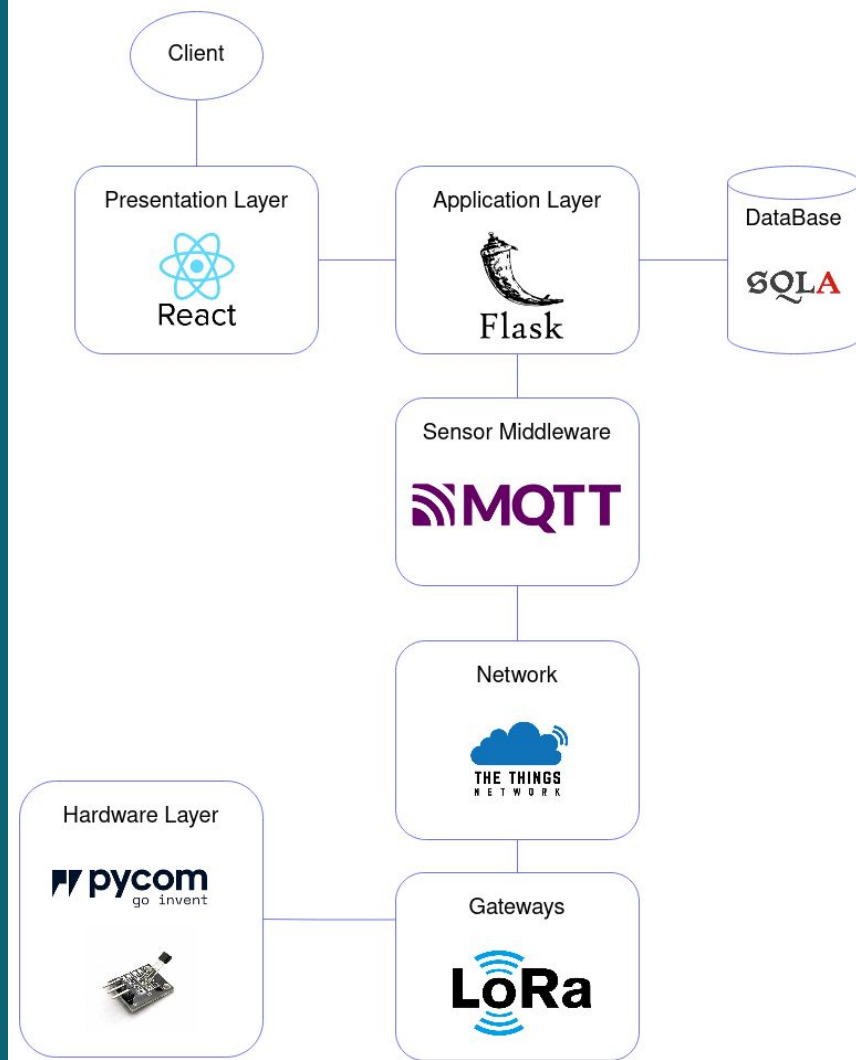 Client
Presentation Layer
React
Application Layer
Flask
DataBase
SQLA
Sensor Middleware
MQTT
Network
THE THINGS
NETWORK
Hardware Layer
pycom
go invent
Gateways
LoRa